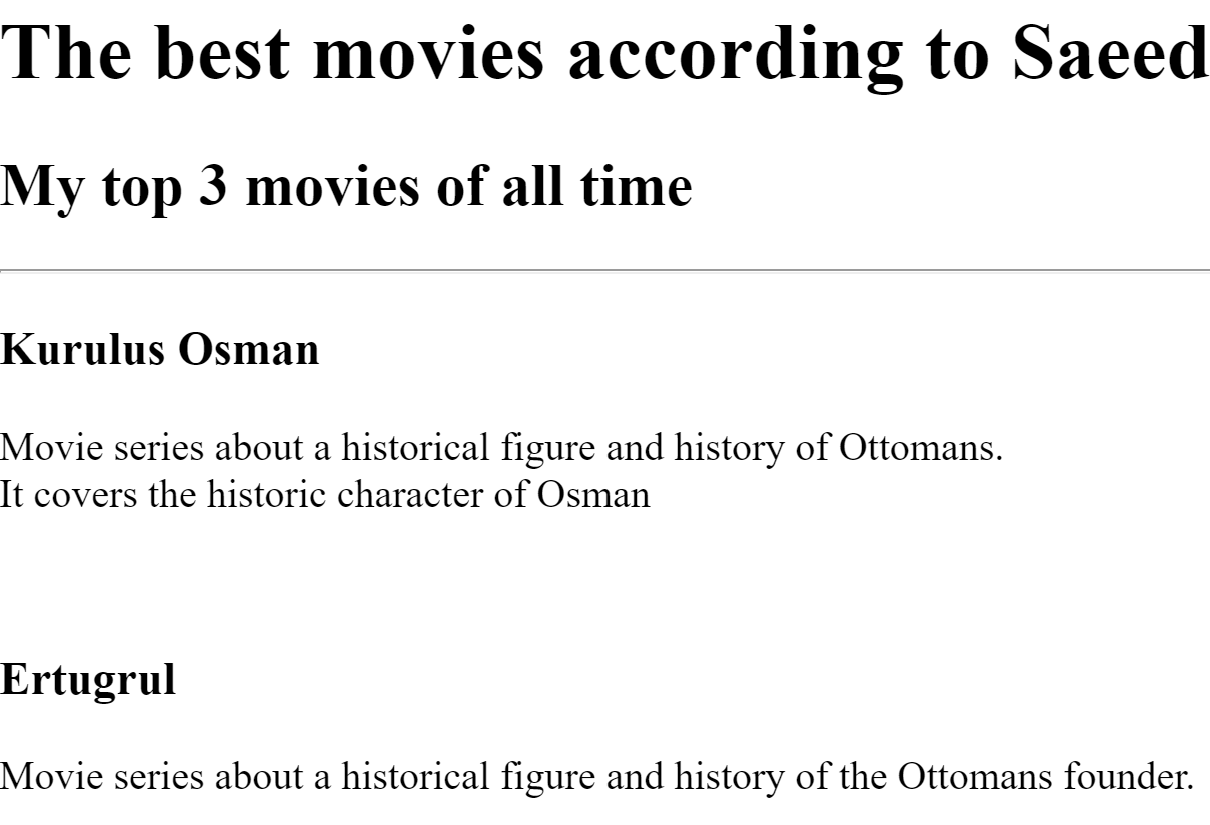 The best movies according to Saeed
My top 3 movies of all time
Kurulus Osman
Movie series about a historical figure and history of Ottomans.
It covers the historic character of Osman
Ertugrul
Movie series about a historical figure and history of the Ottomans founder.